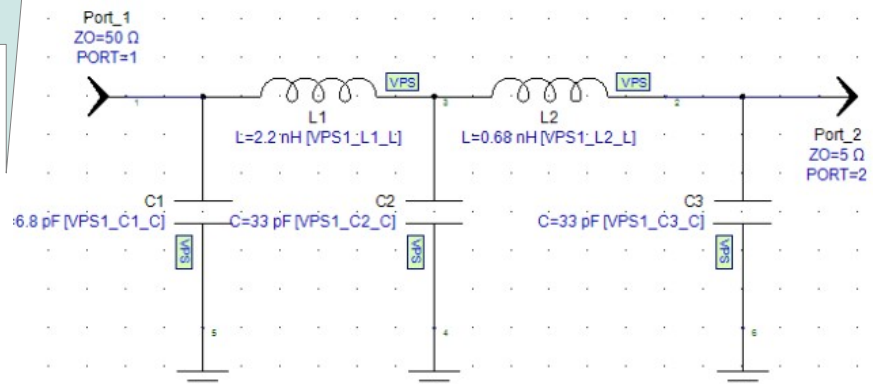 Port_1
ZO=50 Ω
PORT=1
1
VPS
3
VPS
2
L1
L=2.2 nH [VPS1_L1_L]
L2
L=0.68 nH [VPS1_L2_L]
Port_2
ZO=5 Ω
PORT=2
C1
=6.8 pF [VPS1_C1_C]
VPS
C2
C=33 pF [VPS1_C2_C]
VPS
C3
C=33 pF [VPS1_C3_C]
VPS
5
4
6